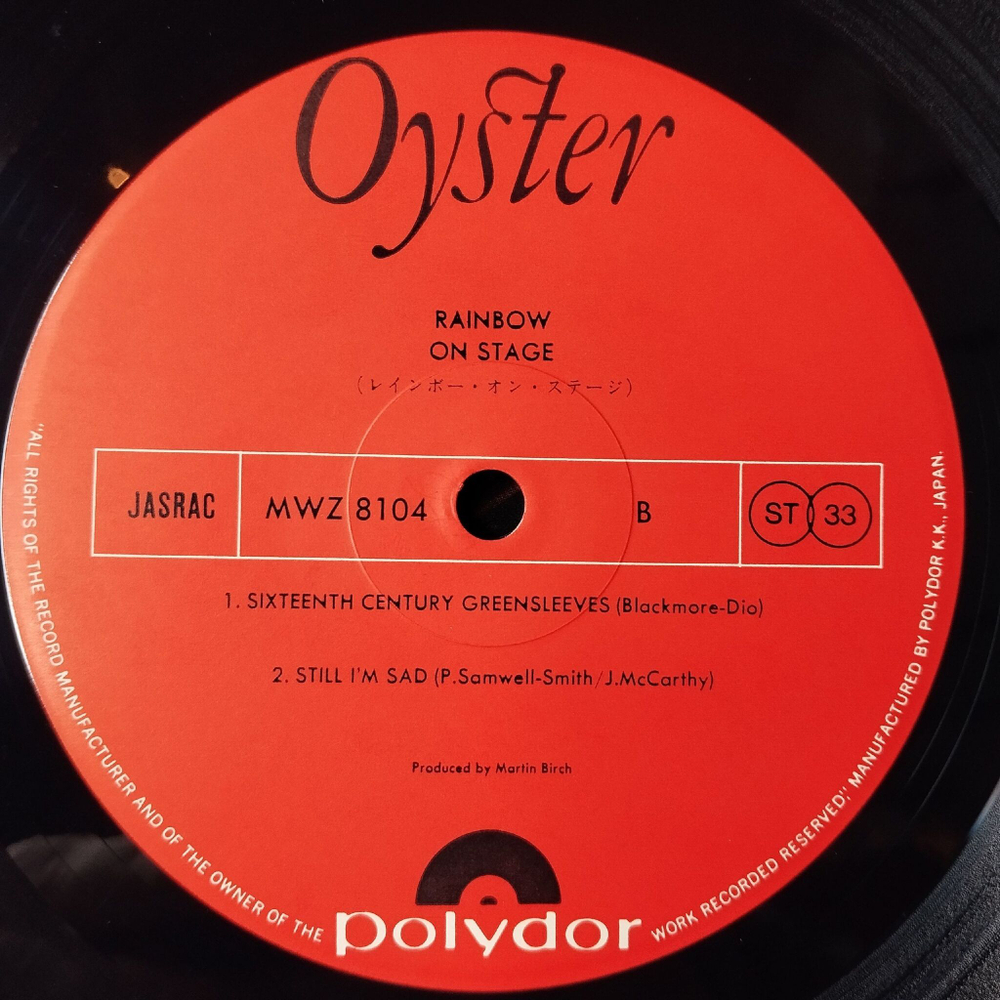 Oyster
RAINBOW
ON STAGE
(レインボー・オン・ステージ)
JASRAC MWZ 8104 B ST 33
1. SIXTEENTH CENTURY GREENSLEEVES (Blackmore-Dio)
2. STILL I'M SAD (P.Samwell-Smith/J.McCarthy)
Produced by Martin Birch
polydor
"ALL RIGHTS OF THE RECORD MANUFACTURER AND OF THE OWNER OF THE WORK RECORDED RESERVED." MANUFACTURED BY POLYDOR K.K., JAPAN.